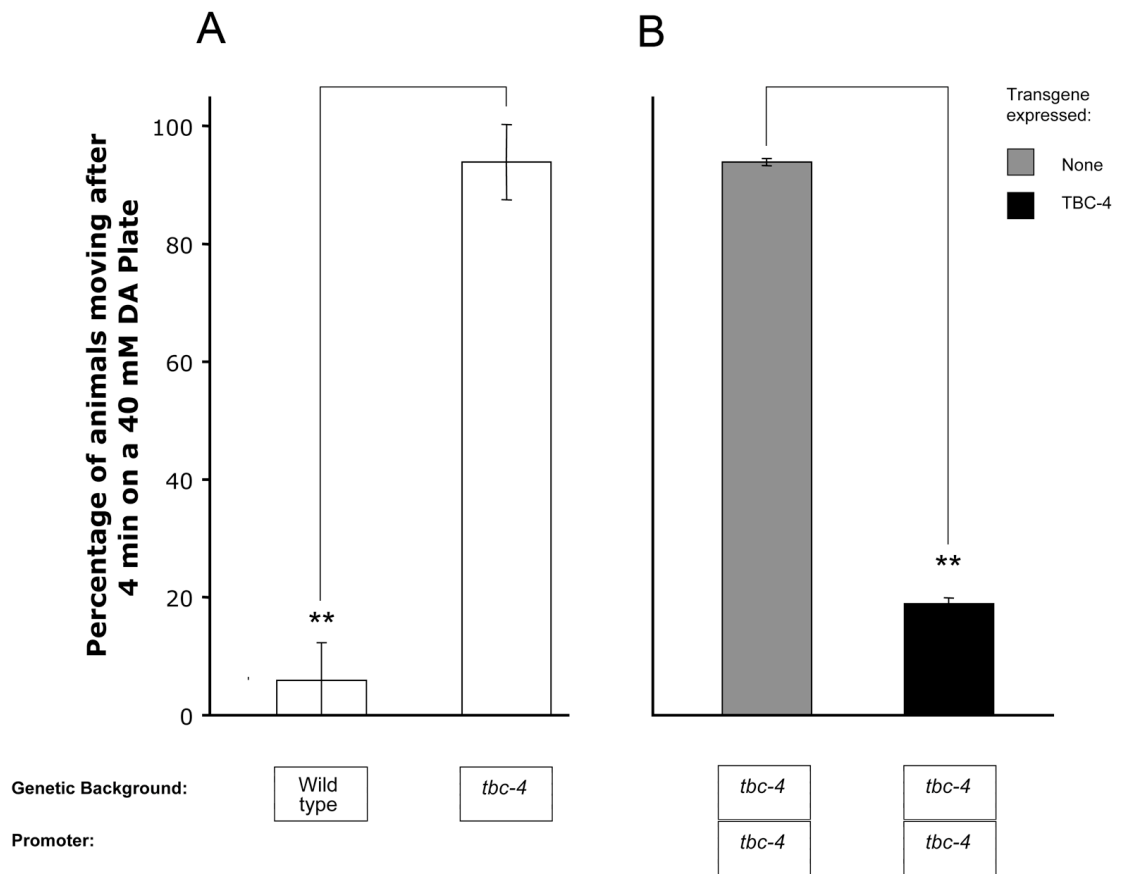 A
B
Percentage of animals moving after
4 min on a 40 mM DA Plate
100
80
60
40
20
0
**
**
Transgene
expressed:
None
TBC-4
Genetic Background:
Wild
type
tbc-4
tbc-4
tbc-4
Promoter:
tbc-4
tbc-4